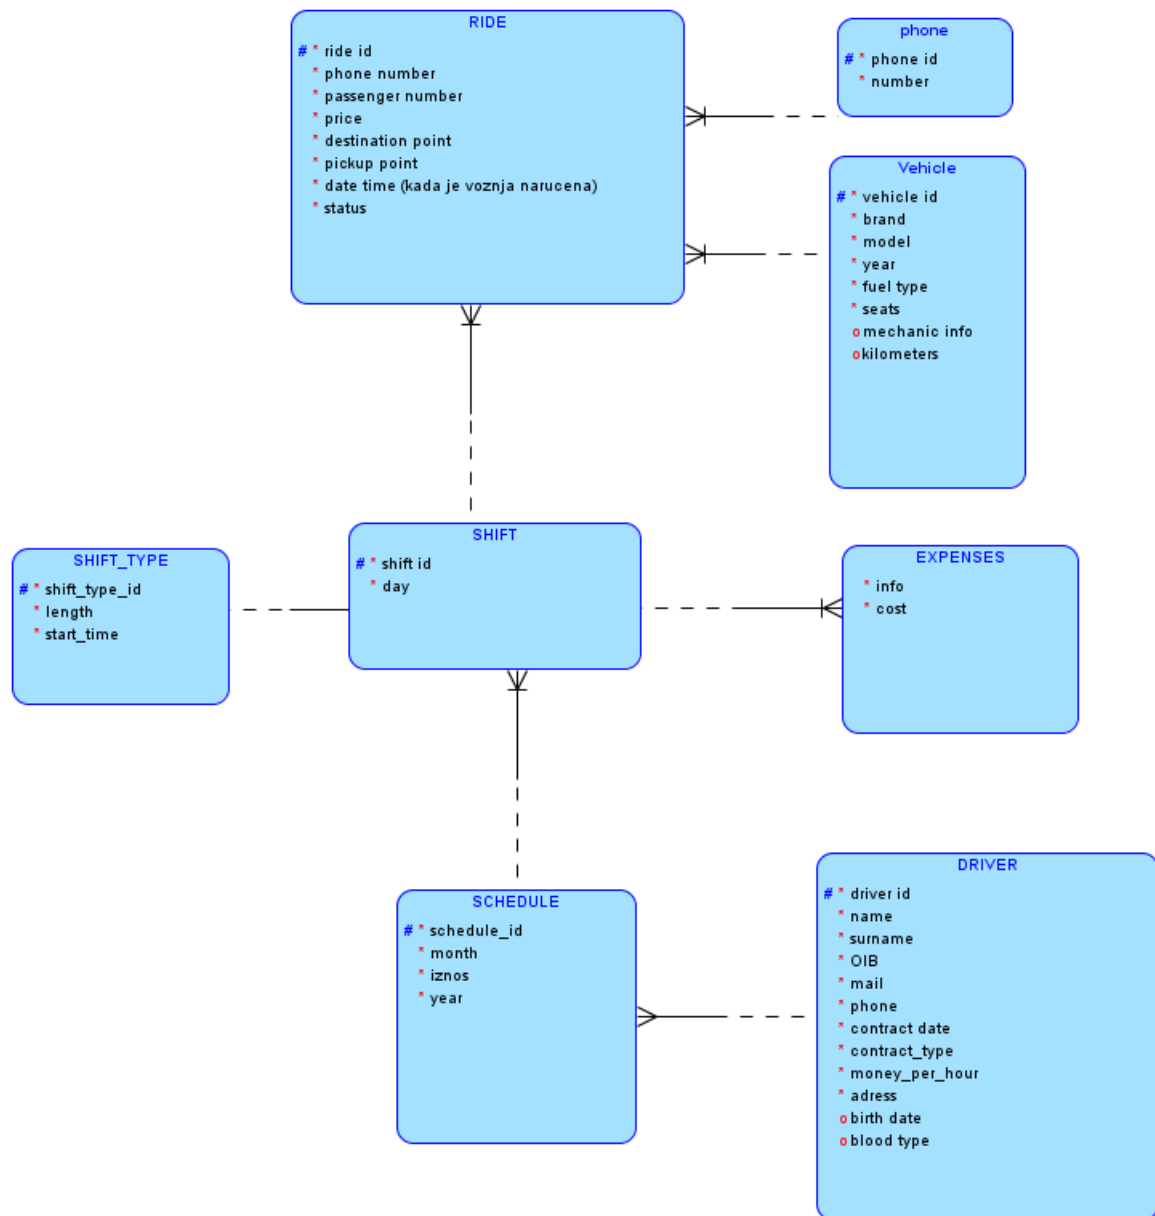 RIDE
# * ride id
* phone number
* passenger number
* price
* destination point
* pickup point
* date time (kada je voznja narucena)
* status
phone
# * phone id
* number
Vehicle
# * vehicle id
* brand
* model
* year
* fuel type
* seats
o mechanic info
o kilometers
SHIFT_TYPE
# * shift_type_id
* length
* start_time
SHIFT
# * shift id
* day
EXPENSES
* info
* cost
SCHEDULE
# * schedule_id
* month
* iznos
* year
DRIVER
# * driver id
* name
* surname
* OIB
* mail
* phone
* contract date
* contract_type
* money_per_hour
* adress
o birth date
o blood type